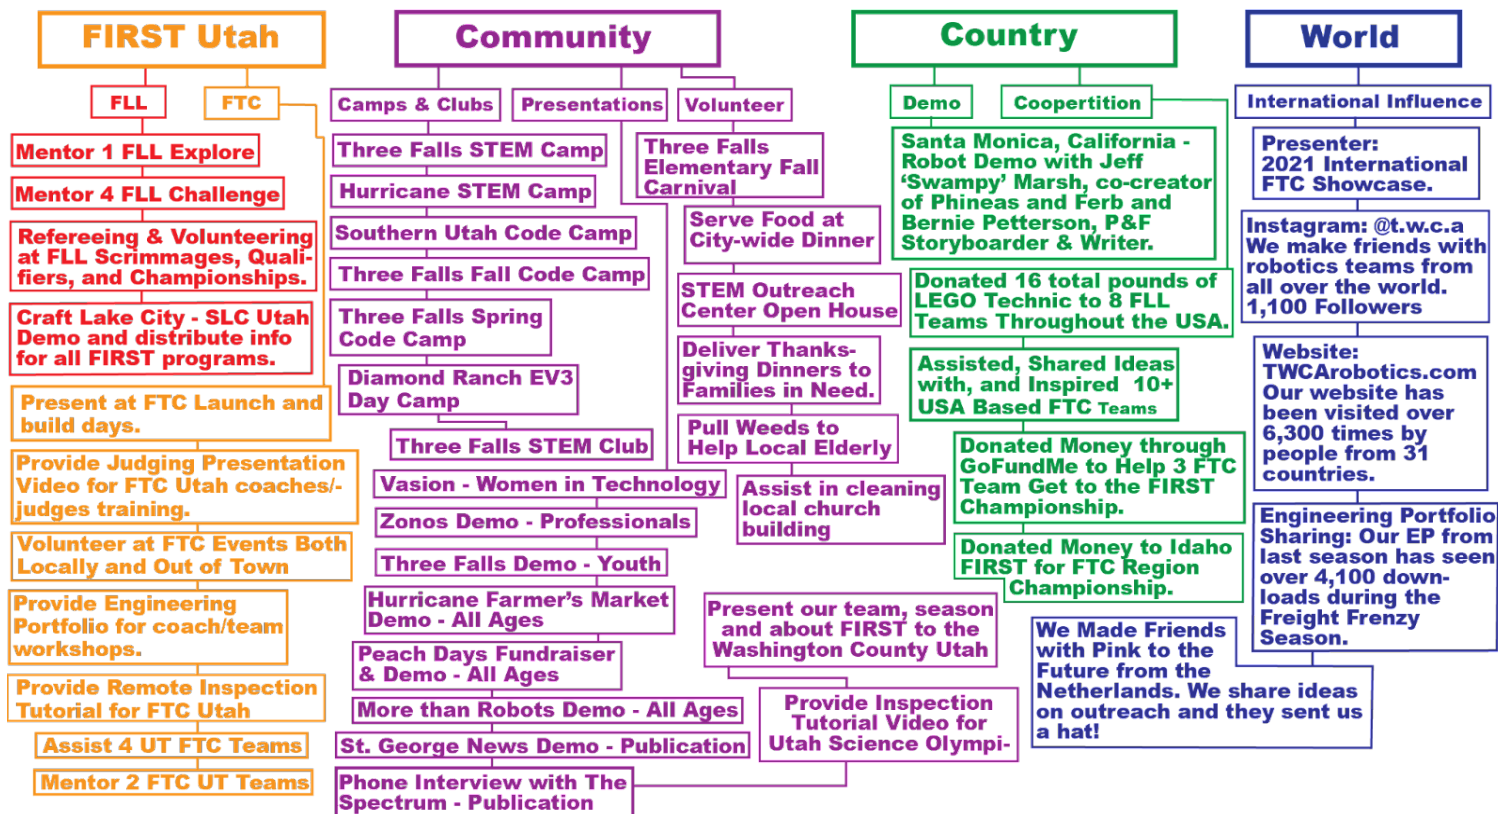 FIRST Utah
FLL
FTC
Mentor 1 FLL Explore
Mentor 4 FLL Challenge
Refereeing & Volunteering
at FLL Scrimmages, Quali-
fiers, and Championships.
Craft Lake City - SLC Utah
Demo and distribute info
for all FIRST programs.
Present at FTC Launch and
build days.
Provide Judging Presentation
Video for FTC Utah coaches/-
judges training.
Volunteer at FTC Events Both
Locally and Out of Town
Provide Engineering
Portfolio for coach/team
workshops.
Provide Remote Inspection
Tutorial for FTC Utah
Assist 4 UT FTC Teams
Mentor 2 FTC UT Teams
Community
Camps & Clubs
Presentations
Volunteer
Three Falls STEM Camp
Hurricane STEM Camp
Southern Utah Code Camp
Three Falls Fall Code Camp
Three Falls Spring
Code Camp
Diamond Ranch EV3
Day Camp
Three Falls STEM Club
Vasion - Women in Technology
Zonos Demo - Professionals
Three Falls Demo - Youth
Hurricane Farmer's Market
Demo - All Ages
Peach Days Fundraiser
& Demo - All Ages
More than Robots Demo - All Ages
St. George News Demo - Publication
Phone Interview with The
Spectrum - Publication
Three Falls
Elementary Fall
Carnival
Serve Food at
City-wide Dinner
STEM Outreach
Center Open House
Deliver Thanks-
giving Dinners to
Families in Need.
Pull Weeds to
Help Local Elderly
Assist in cleaning
local church
building
Present our team, season
and about FIRST to the
Washington County Utah
Provide Inspection
Tutorial Video for
Utah Science Olympi-
Country
Demo
Coopertition
Santa Monica, California -
Robot Demo with Jeff
‘Swampy’ Marsh, co-creator
of Phineas and Ferb and
Bernie Petterson, P&F
Storyboarder & Writer.
Donated 16 total pounds of
LEGO Technic to 8 FLL
Teams Throughout the USA.
Assisted, Shared Ideas
with, and Inspired 10+
USA Based FTC Teams
Donated Money through
GoFundMe to Help 3 FTC
Team Get to the FIRST
Championship.
Donated Money to Idaho
FIRST for FTC Region
Championship.
World
International Influence
Presenter:
2021 International
FTC Showcase.
Instagram: @t.w.c.a
We make friends with
robotics teams from
all over the world.
1,100 Followers
Website:
TWCArobotics.com
Our website has
been visited over
6,300 times by
people from 31
countries.
Engineering Portfolio
Sharing: Our EP from
last season has seen
over 4,100 down-
loads during the
Freight Frenzy
Season.
We Made Friends
with Pink to the
Future from the
Netherlands. We share ideas
on outreach and they sent us
a hat!